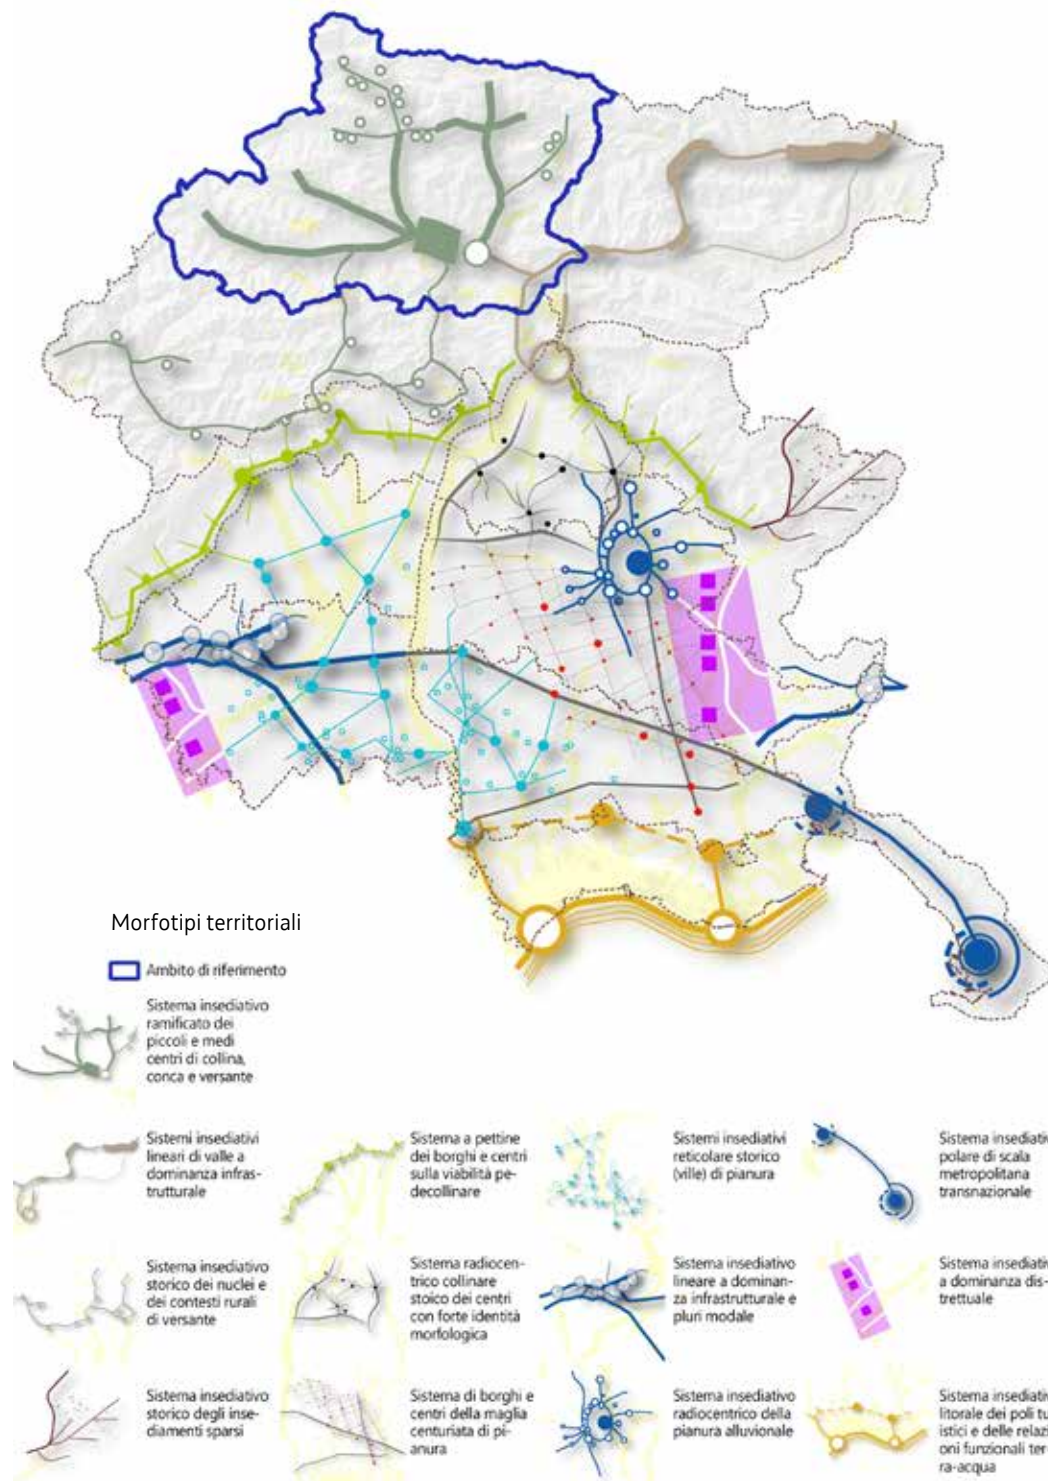 Morfotipi territoriali
Ambito di riferimento
Sistema insediativo
ramificato dei
piccoli e medi
centri di collina,
conca e versante
Sistemi insediativi
lineari di valle a
dominanza infras-
trutturale
Sistema a pettine
dei borghi e centri
sulla viabilità pe-
decollinare
Sistemi insediativi
reticolare storico
(ville) di pianura
Sistema insediativ
polare di scala
metropolitana
transnazionale
Sistema insediativo
storico dei nuclei e
dei contesti rurali
di versante
Sistema radiocen-
trico collinare
stoico dei centri
con forte identità
morfologica
Sistema insediativo
lineare a dominan-
za infrastrutturale e
pluri modale
Sistema insediativ
a dominanza dis-
trettuale
Sistema insediativo
storico degli inse-
diamenti sparsi
Sistema di borghi e
centri della maglia
centuriata di pi-
anura
Sistema insediativo
radiocentrico della
pianura alluvionale
Sistema insediativ
litorale dei poli tu
istici e delle relazi
oni funzionali ter
ra-acqua